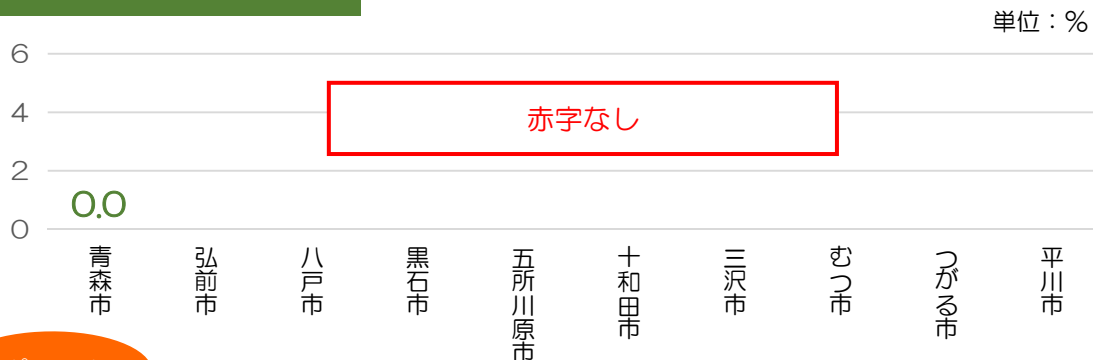 単位：％
6
4
赤字なし
2
0.0
0
青森市
弘前市
八戸市
黒石市
五所川原市
十和田市
三沢市
むつ市
つがる市
平川市